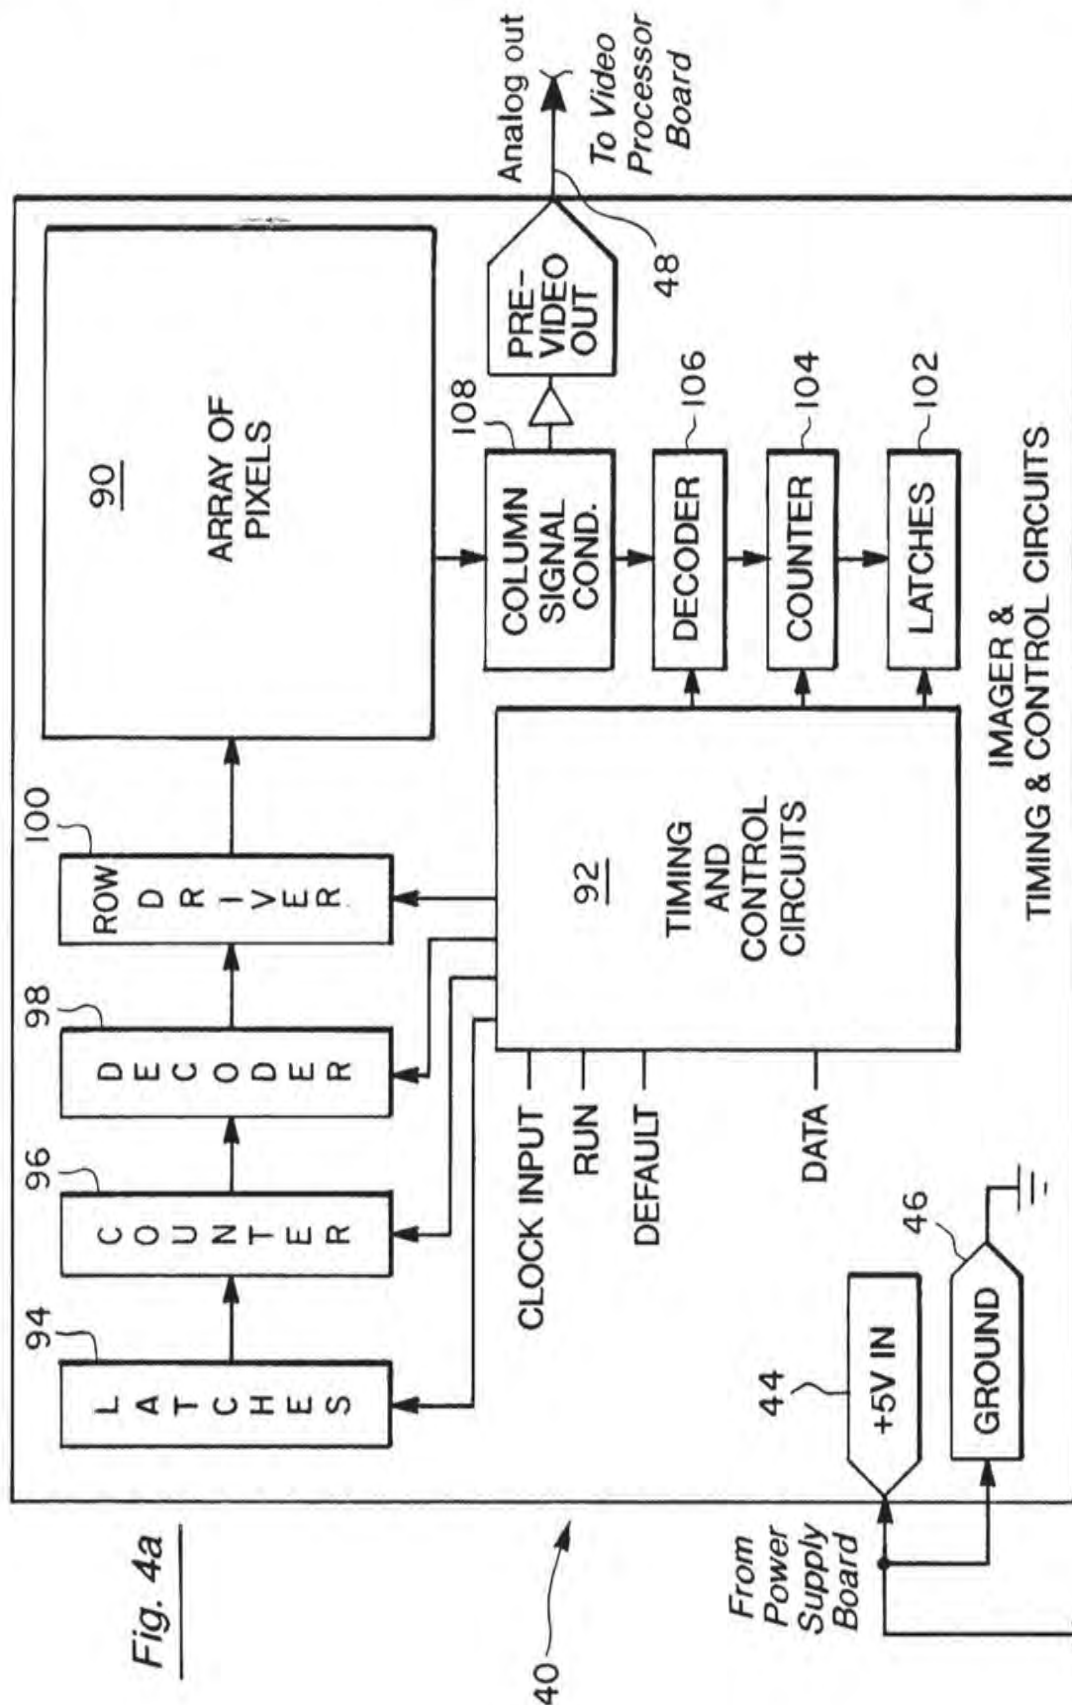 Fig. 4a
40
94
LATCHES
96
COUNTER
98
DECODER
100
ROW
DRIVER
90
ARRAY OF
PIXELS
CLOCK INPUT
RUN
DEFAULT
DATA
92
TIMING
AND
CONTROL
CIRCUITS
108
COLUMN
SIGNAL
COND.
PRE-
VIDEO
OUT
48
Analog out
To Video
Processor
Board
DECODER
106
COUNTER
104
LATCHES
102
From
Power
Supply
Board
44
+5V IN
46
GROUND
IMAGER &
TIMING & CONTROL CIRCUITS